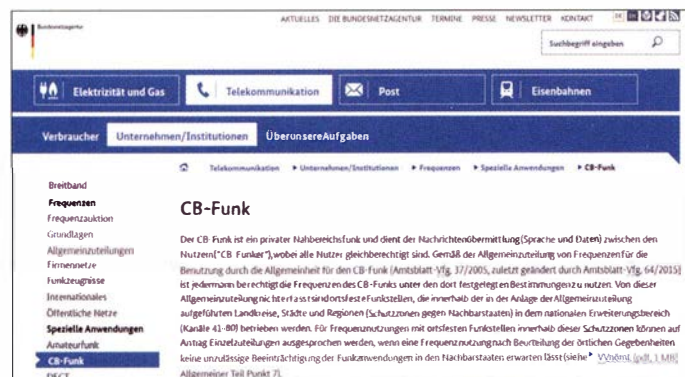 Bundesnetzagentur
AKTUELLES DIE BUNDESNETZAGENTUR TERMINE PRESSE NEWSLETTER KONTAKT
Suchbegriff eingeben
Elektrizität und Gas Telekommunikation Post Eisenbahnen
Verbraucher Unternehmen/Institutionen ÜberunsereAufgaben
Telekommunikation ▸ Unternehmen/Institutionen ▸ Frequenzen ▸ Spezielle Anwendungen ▸ CB-Funk
Breitband
Frequenzen
Frequenzauktion
Grundlagen
Allgemeinzuteilungen
Firmennetze
Funkzeugnisse
Internationales
Öffentliche Netze
Spezielle Anwendungen
Amateurfunk
CB-Funk
DECT
CB-Funk
Der CB-Funk ist ein privater Nahbereichsfunk und dient der Nachrichtenübermittlung (Sprache und Daten) zwischen den
Nutzern ("CB-Funker"), wobei alle Nutzer gleichberechtigt sind. Gemäß der Allgemeinzuteilung von Frequenzen für die
Benutzung durch die Allgemeinheit für den CB-Funk (Amtsblatt-Vfg. 37/2005, zuletzt geändert durch Amtsblatt-Vfg. 64/2015)
ist jedermann berechtigt die Frequenzen des CB-Funks unter den dort festgelegten Bestimmungen zu nutzen. Von dieser
Allgemeinzuteilung nicht erfasst sind ortsfeste Funkstellen, die innerhalb der in der Anlage der Allgemeinzuteilung
aufgeführten Landkreise, Städte und Regionen (Schutzzonen gegen Nachbarstaaten) in dem nationalen Erweiterungsbereich
(Kanäle 41-80) betrieben werden. Für Frequenznutzungen mit ortsfesten Funkstellen innerhalb dieser Schutzzonen können auf
Antrag Einzelzuteilungen ausgesprochen werden, wenn eine Frequenznutzung nach Beurteilung der örtlichen Gegebenheiten
keine unzulässige Beeinträchtigung der Funkanwendungen in den Nachbarstaaten erwarten lässt (siehe ▸ VVnömL (pdf, 1 MB)
Allgemeiner Teil Punkt 7).